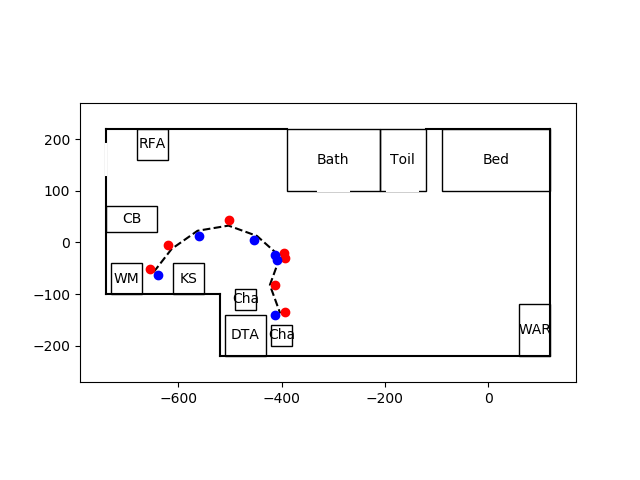 200
100
0
−100
−200
−600
−400
−200
0
RFA
Bath
Toil
Bed
CB
WM
KS
Cha
DTA
Cha
WAR